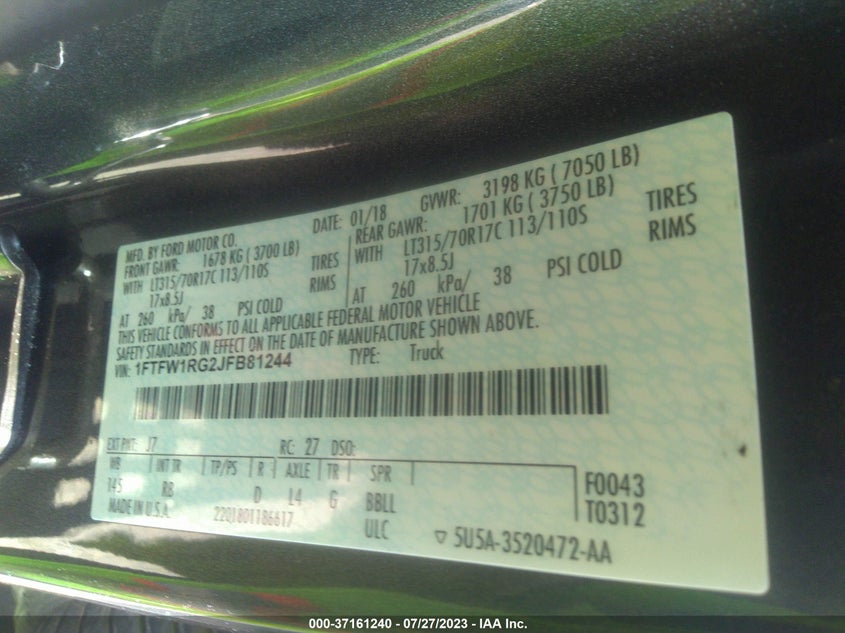 MFD. BY FORD MOTOR CO.
DATE: 01/18 GVWR: 3198 KG ( 7050 LB)
FRONT GAWR: 1678 KG ( 3700 LB)
WITH LT315/70R17C 113/110S TIRES
17x8.5J RIMS
AT 260 kPa/ 38 PSI COLD
REAR GAWR: 1701 KG ( 3750 LB)
WITH LT315/70R17C 113/110S TIRES
17x8.5J RIMS
AT 260 kPa/ 38 PSI COLD
THIS VEHICLE CONFORMS TO ALL APPLICABLE FEDERAL MOTOR VEHICLE
SAFETY STANDARDS IN EFFECT ON THE DATE OF MANUFACTURE SHOWN ABOVE.
VIN: 1FTFW1RG2JFB81244 TYPE: Truck
EXT PNT: J7 RC: 27 DSO:
WB INT TR TP/PS R AXLE TR SPR
145 RB D L4 G BBLL
F0043
T0312
MADE IN U.S.A. 2201801186617 ULC
▽ 5U5A-3520472-AA
000-37161240 - 07/27/2023 - IAA Inc.